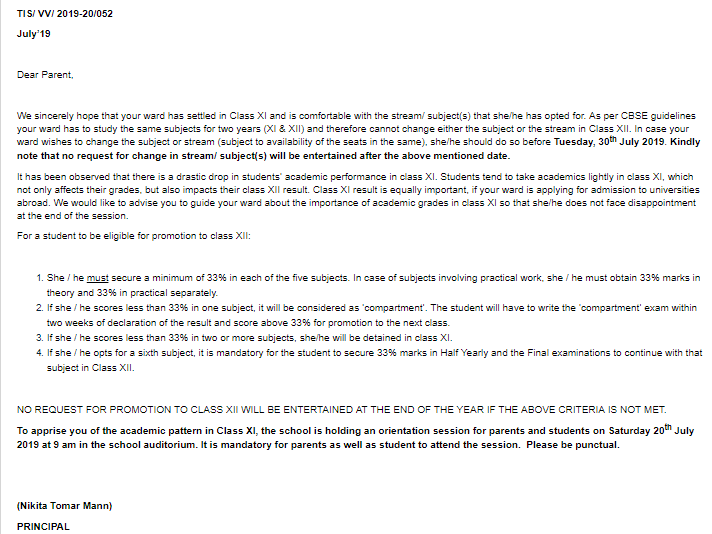 TIS/ VV/ 2019-20/052
July'19
Dear Parent,
We sincerely hope that your ward has settled in Class XI and is comfortable with the stream/ subject(s) that she/he has opted for. As per CBSE guidelines
your ward has to study the same subjects for two years (XI & XII) and therefore cannot change either the subject or the stream in Class XII. In case your
ward wishes to change the subject or stream (subject to availability of the seats in the same), she/he should do so before Tuesday, 30th July 2019. Kindly
note that no request for change in stream/ subject(s) will be entertained after the above mentioned date.
It has been observed that there is a drastic drop in students' academic performance in class XI. Students tend to take academics lightly in class XI, which
not only affects their grades, but also impacts their class XII result. Class XI result is equally important, if your ward is applying for admission to universities
abroad. We would like to advise you to guide your ward about the importance of academic grades in class XI so that she/he does not face disappointment
at the end of the session.
For a student to be eligible for promotion to class XII:
1. She / he must secure a minimum of 33% in each of the five subjects. In case of subjects involving practical work, she / he must obtain 33% marks in
theory and 33% in practical separately.
2. If she / he scores less than 33% in one subject, it will be considered as 'compartment'. The student will have to write the 'compartment' exam within
two weeks of declaration of the result and score above 33% for promotion to the next class.
3. If she / he scores less than 33% in two or more subjects, she/he will be detained in class XI.
4. If she / he opts for a sixth subject, it is mandatory for the student to secure 33% marks in Half Yearly and the Final examinations to continue with that
subject in Class XII.
NO REQUEST FOR PROMOTION TO CLASS XII WILL BE ENTERTAINED AT THE END OF THE YEAR IF THE ABOVE CRITERIA IS NOT MET.
To apprise you of the academic pattern in Class XI, the school is holding an orientation session for parents and students on Saturday 20th July
2019 at 9 am in the school auditorium. It is mandatory for parents as well as student to attend the session. Please be punctual.
(Nikita Tomar Mann)
PRINCIPAL